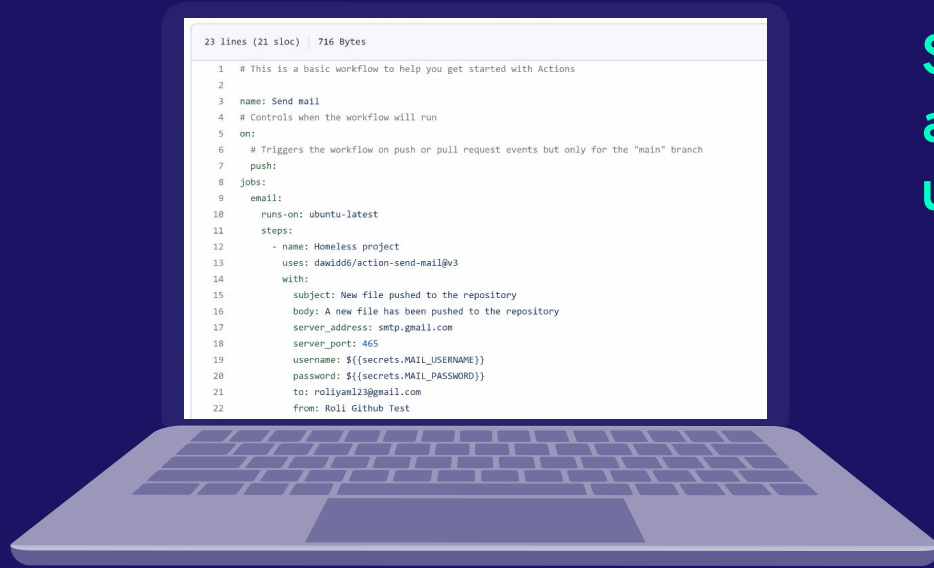 23 lines (21 sloc) 716 Bytes
1 # This is a basic workflow to help you get started with Actions
2
3 name: Send mail
4 # Controls when the workflow will run
5 on:
6 # Triggers the workflow on push or pull request events but only for the "main" branch
7 push:
8 jobs:
9 email:
10 runs-on: ubuntu-latest
11 steps:
12 - name: Homeless project
13 uses: dawidd6/action-send-mail@v3
14 with:
15 subject: New file pushed to the repository
16 body: A new file has been pushed to the repository
17 server_address: smtp.gmail.com
18 server_port: 465
19 username: ${{secrets.MAIL_USERNAME}}
20 password: ${{secrets.MAIL_PASSWORD}}
21 to: roliyaml23@gmail.com
22 from: Roli Github Test